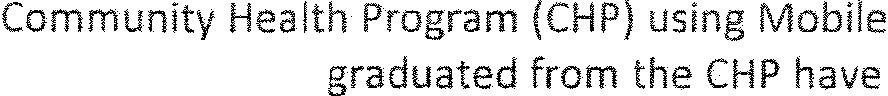 Community Health Program (CHP) using Mobile
graduated from the CHP have